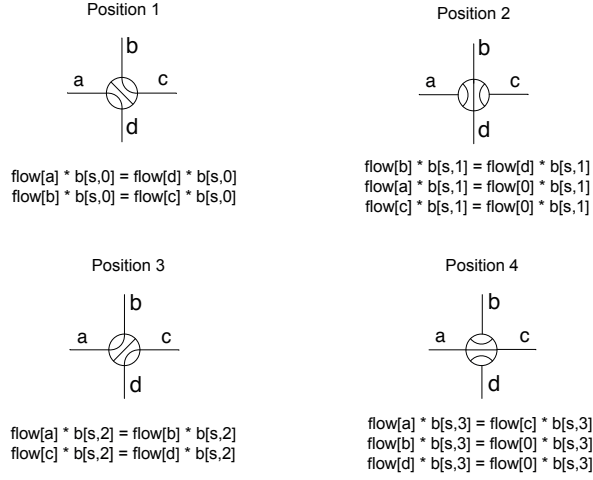 Position 1
b
a
c
d
flow[a] * b[s,0] = flow[d] * b[s,0]
flow[b] * b[s,0] = flow[c] * b[s,0]
Position 2
b
a
c
d
flow[b] * b[s,1] = flow[d] * b[s,1]
flow[a] * b[s,1] = flow[0] * b[s,1]
flow[c] * b[s,1] = flow[0] * b[s,1]
Position 3
b
a
c
d
flow[a] * b[s,2] = flow[b] * b[s,2]
flow[c] * b[s,2] = flow[d] * b[s,2]
Position 4
b
a
c
d
flow[a] * b[s,3] = flow[c] * b[s,3]
flow[b] * b[s,3] = flow[0] * b[s,3]
flow[d] * b[s,3] = flow[0] * b[s,3]